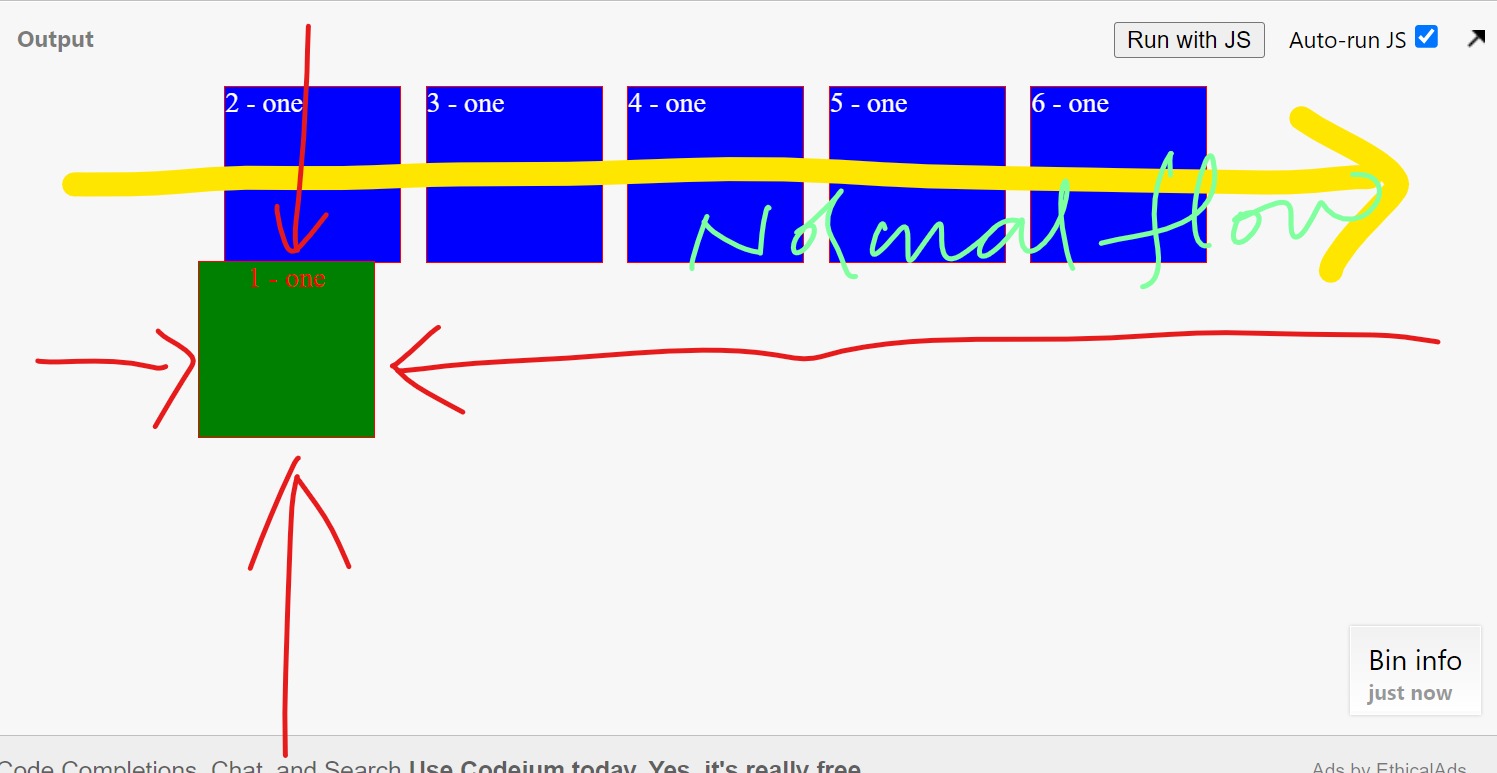 Output Run with JS Auto-run JS
2 - one 3 - one 4 - one 5 - one 6 - one
Normal-flow
1 - one
Bin info
just now
Code Completions, Chat, and Search Use Codeium today. Yes, it's really free.
Ads by EthicalAds